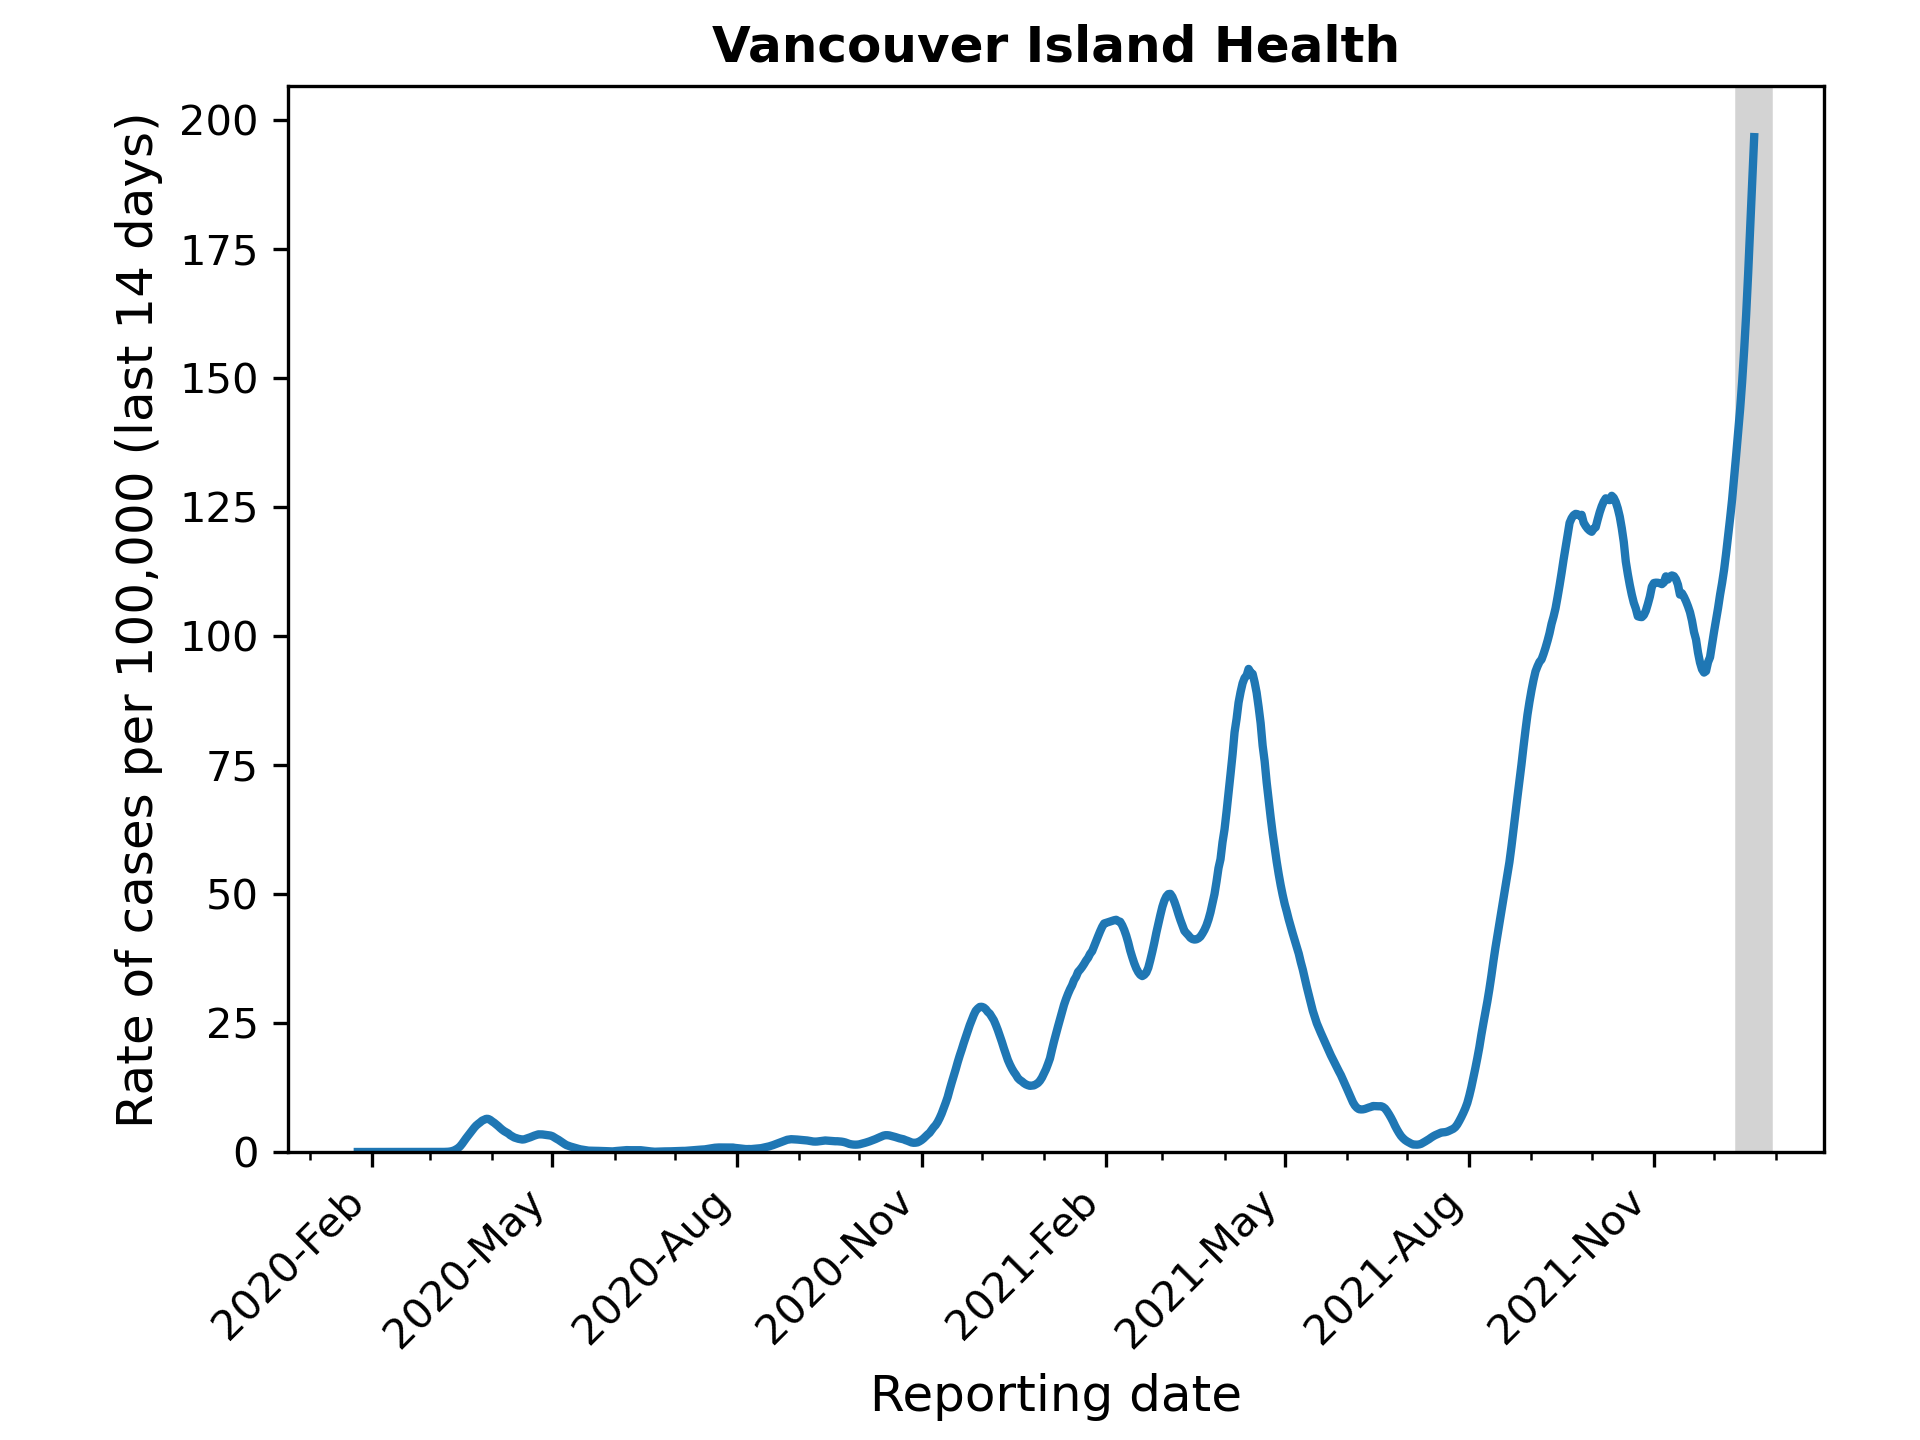 Vancouver Island Health
Rate of cases per 100,000 (last 14 days)
200
175
150
125
100
75
50
25
0
2020-Feb
2020-May
2020-Aug
2020-Nov
2021-Feb
2021-May
2021-Aug
2021-Nov
Reporting date